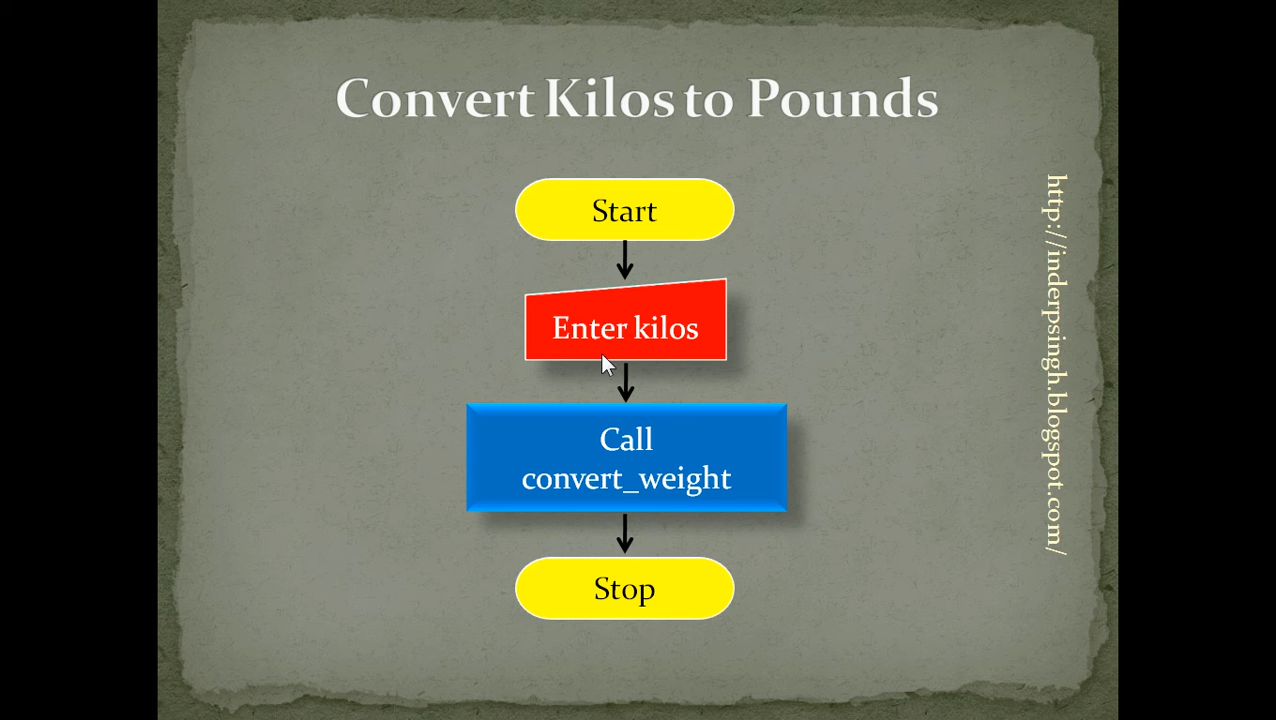 Convert Kilos to Pounds
Start
Enter kilos
Call
convert_weight
Stop
http://inderpsingh.blogspot.com/